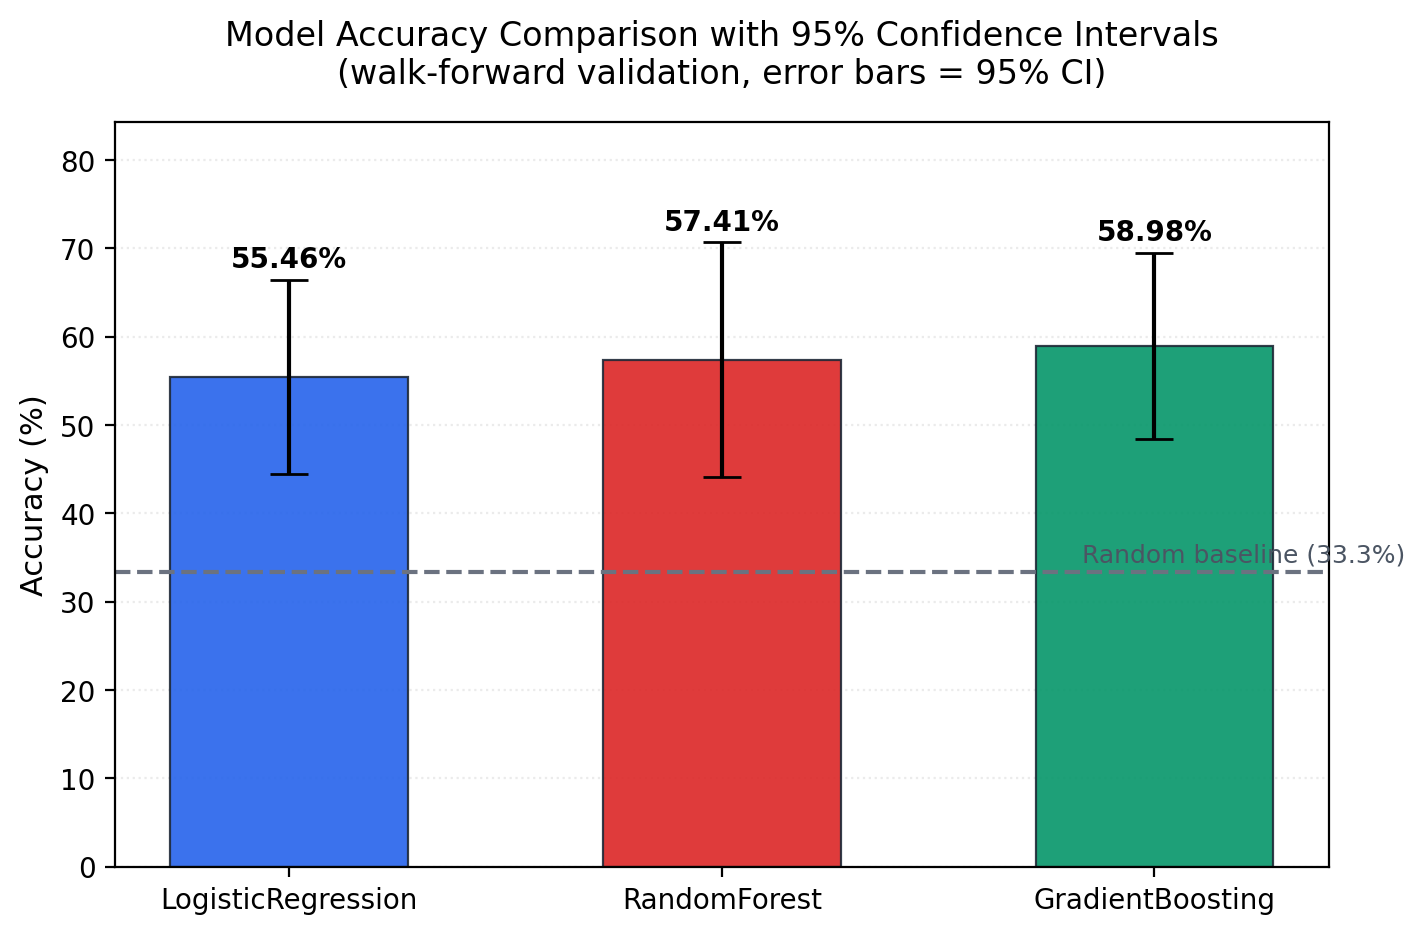 Model Accuracy Comparison with 95% Confidence Intervals
(walk-forward validation, error bars = 95% CI)
80
70
60
50
40
30
20
10
0
Accuracy (%)
55.46%
57.41%
58.98%
Random baseline (33.3%)
LogisticRegression
RandomForest
GradientBoosting